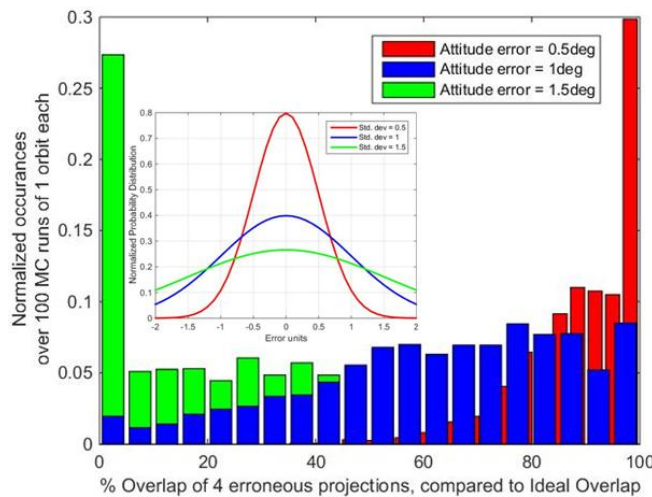 0.3
0.25
0.2
0.15
0.1
0.05
0
Normalized occurances
over 100 MC runs of 1 orbit each
Attitude error = 0.5deg
Attitude error = 1deg
Attitude error = 1.5deg
0.8
0.7
0.6
0.5
0.4
0.3
0.2
0.1
0
Normalized Probability Distribution
Std. dev = 0.5
Std. dev = 1
Std. dev = 1.5
-2 -1.5 -1 -0.5 0 0.5 1 1.5 2
Error units
0 20 40 60 80 100
% Overlap of 4 erroneous projections, compared to Ideal Overlap